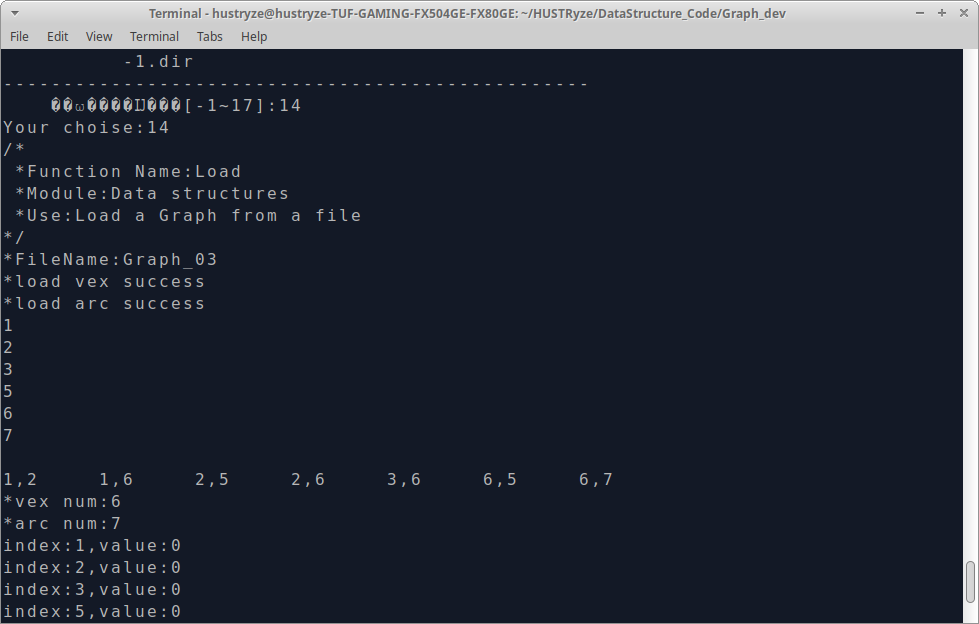 Terminal - hustryze@hustryze-TUF-GAMING-FX504GE-FX80GE: ~/HUSTRyze/DataStructure_Code/Graph_dev
File Edit View Terminal Tabs Help
-1.dir
-------------------------------------------------
[-1~17]:14
Your choise:14
/*
*Function Name:Load
*Module:Data structures
*Use:Load a Graph from a file
*/
*FileName:Graph_03
*load vex success
*load arc success
1
2
3
5
6
7
1,2 1,6 2,5 2,6 3,6 6,5 6,7
*vex num:6
*arc num:7
index:1,value:0
index:2,value:0
index:3,value:0
index:5,value:0